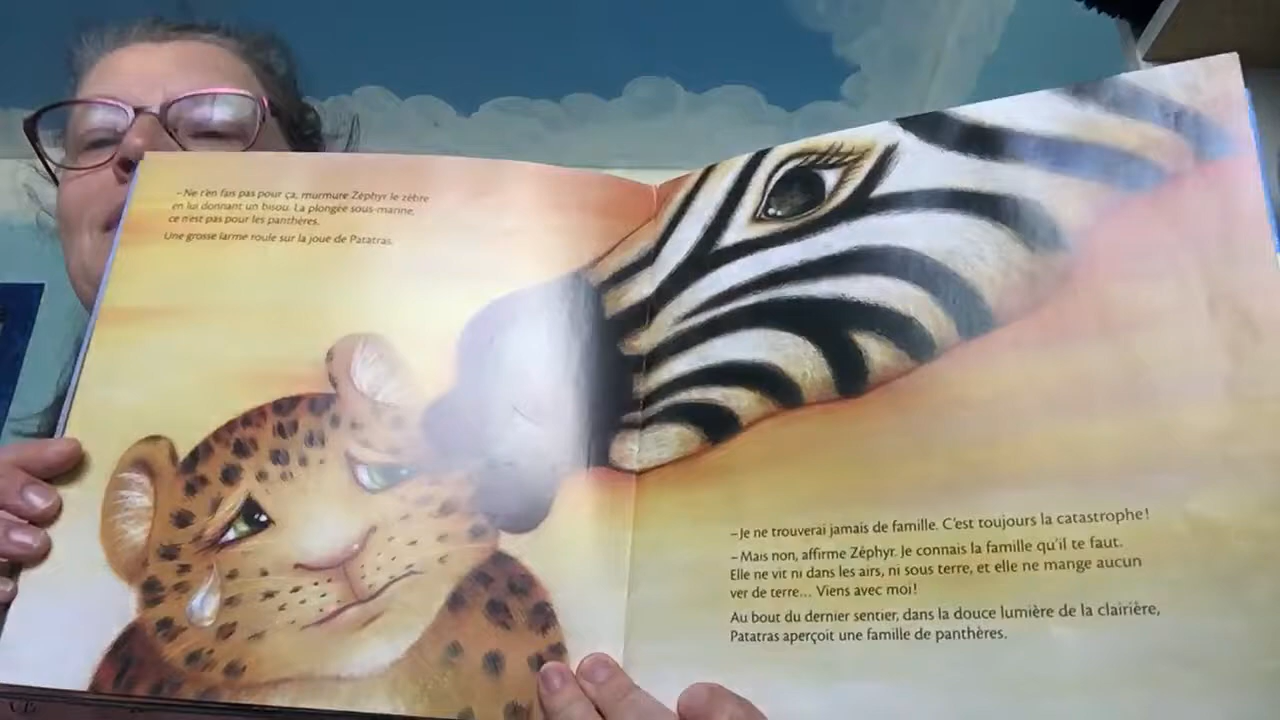 – Ne t'en fais pas pour ça, murmure Zéphyr le zèbre
en lui donnant un bisou. La plongée sous-marine,
ce n'est pas pour les panthères.
Une grosse larme roule sur la joue de Patatras.
– Je ne trouverai jamais de famille. C'est toujours la catastrophe !
– Mais non, affirme Zéphyr. Je connais la famille qu'il te faut.
Elle ne vit ni dans les airs, ni sous terre, et elle ne mange aucun
ver de terre... Viens avec moi !
Au bout du dernier sentier, dans la douce lumière de la clairière,
Patatras aperçoit une famille de panthères.